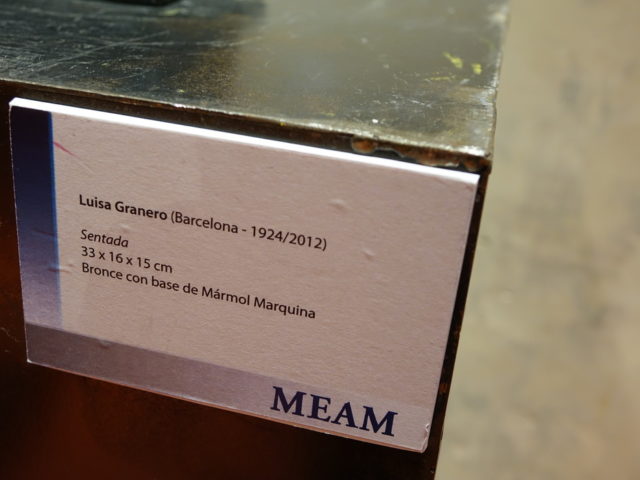 Luisa Granero (Barcelona - 1924/2012)
Sentada
33 x 16 x 15 cm
Bronce con base de Mármol Marquina
MEAM